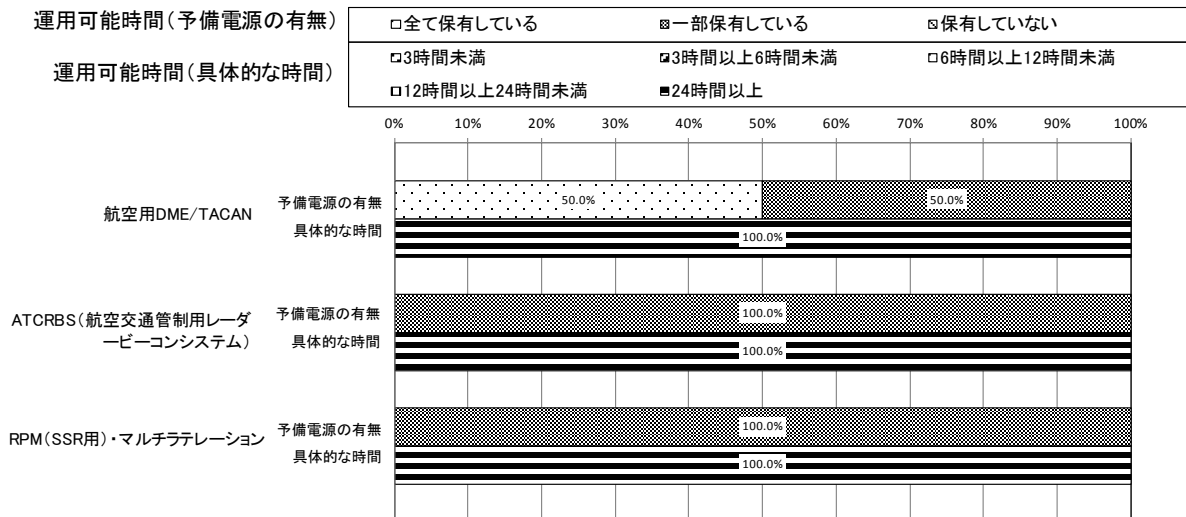 運用可能時間(予備電源の有無)
□全て保有している ▩一部保有している ▧保有していない
運用可能時間(具体的な時間)
□3時間未満 ▨3時間以上6時間未満 □6時間以上12時間未満
□12時間以上24時間未満 ■24時間以上
0% 10% 20% 30% 40% 50% 60% 70% 80% 90% 100%
航空用DME/TACAN
予備電源の有無
50.0% 50.0%
具体的な時間
100.0%
ATCRBS(航空交通管制用レーダ
ービーコンシステム)
予備電源の有無
100.0%
具体的な時間
100.0%
RPM(SSR用)・マルチラテレーション
予備電源の有無
100.0%
具体的な時間
100.0%